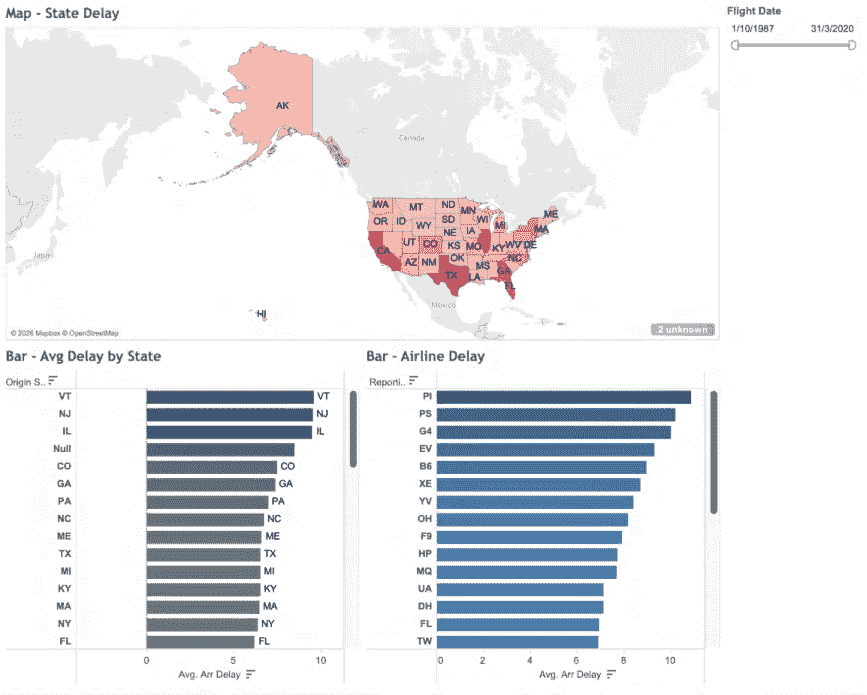 Map - State Delay
Flight Date
1/10/1987 31/3/2020
AK
Canada
WA MT ND MN ME
OR ID WY SD WI MI MA
NE IA
CA UT CO KS MO KY WV DE
AZ NM OK MS NC
TX LA GA
FL
Japan
Mexico
HI
© 2026 Mapbox © OpenStreetMap
2 unknown
Bar - Avg Delay by State
Origin S..
VT VT
NJ NJ
IL IL
Null
CO CO
GA GA
PA PA
NC NC
ME ME
TX TX
MI MI
KY KY
MA MA
NY NY
FL FL
0 5 10
Avg. Arr Delay
Bar - Airline Delay
Reporti..
PI
PS
G4
EV
B6
XE
YV
OH
F9
HP
MQ
UA
DH
FL
TW
0 2 4 6 8 10
Avg. Arr Delay